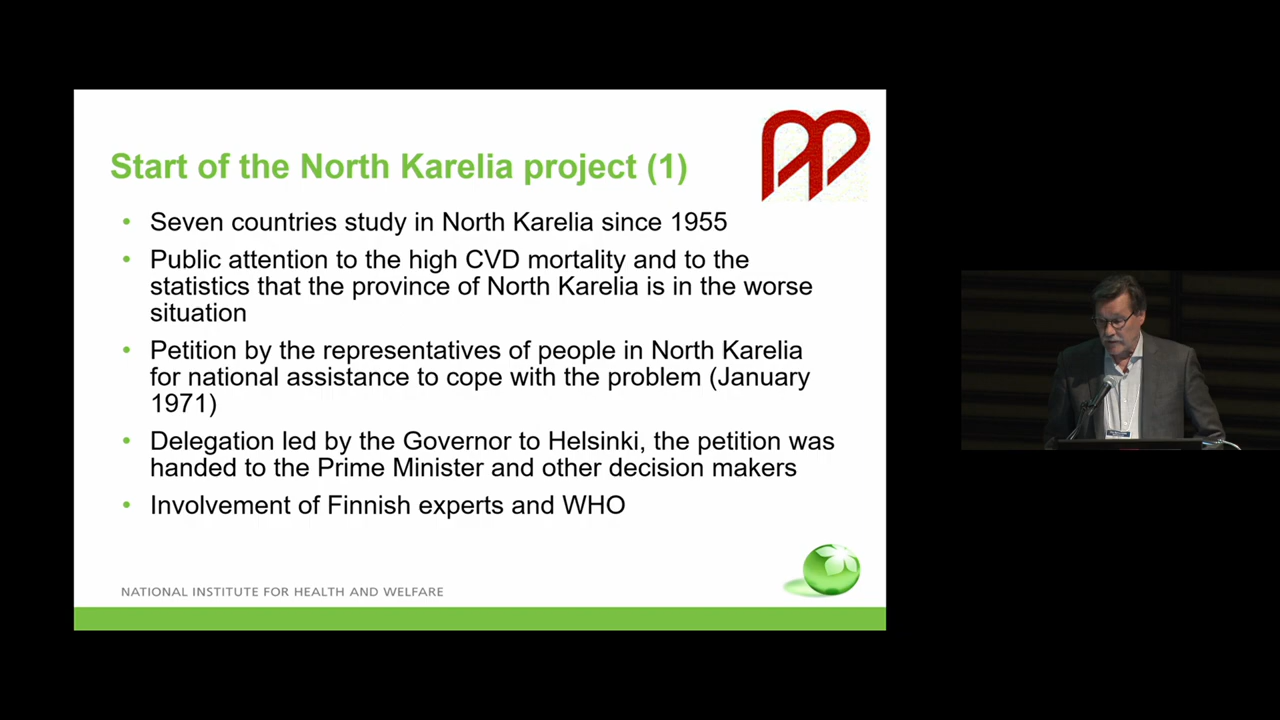 Start of the North Karelia project (1)
• Seven countries study in North Karelia since 1955
• Public attention to the high CVD mortality and to the
statistics that the province of North Karelia is in the worse
situation
• Petition by the representatives of people in North Karelia
for national assistance to cope with the problem (January
1971)
• Delegation led by the Governor to Helsinki, the petition was
handed to the Prime Minister and other decision makers
• Involvement of Finnish experts and WHO
NATIONAL INSTITUTE FOR HEALTH AND WELFARE